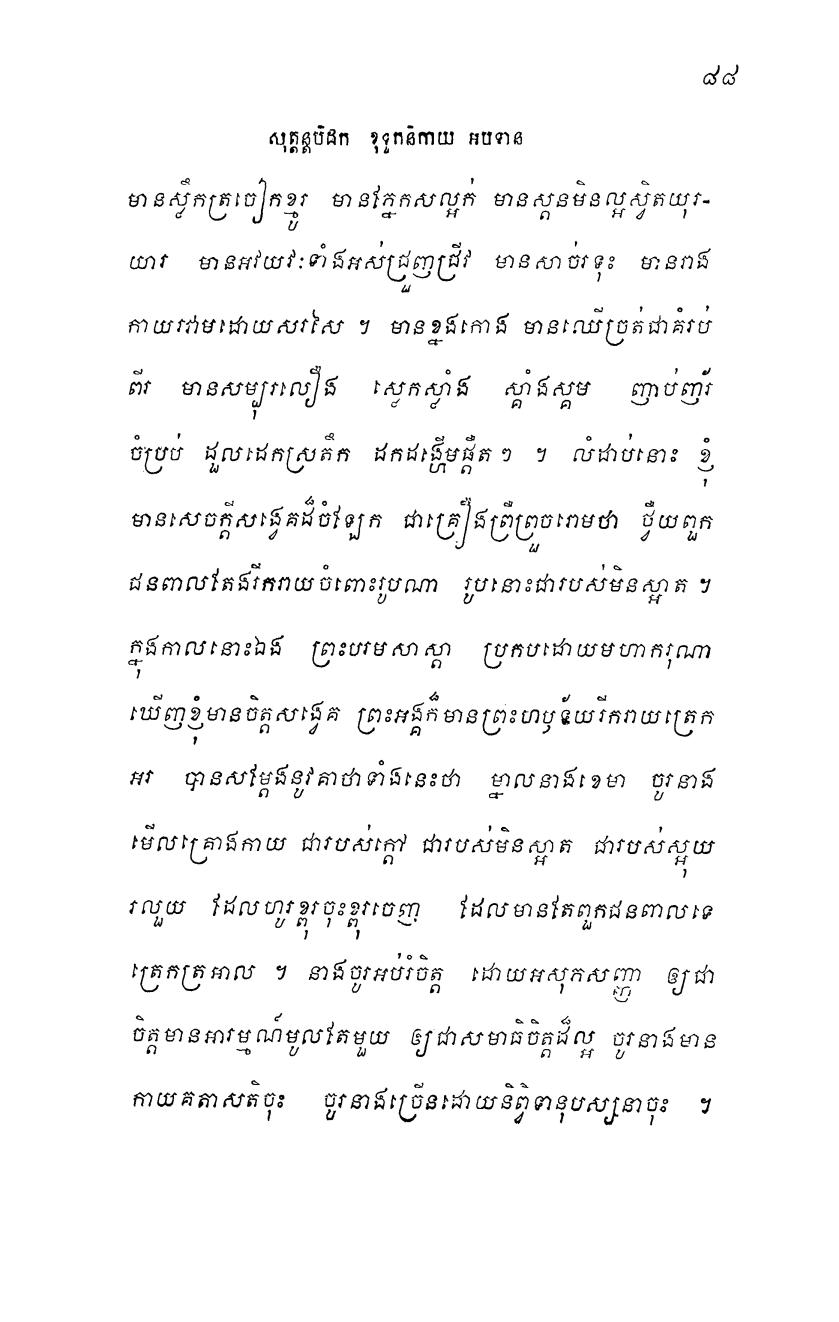 ៨៨
សុត្តន្តបិដក ខុទ្ទកនិកាយ អបទាន
មានស្លឹកត្រចៀកខ្មូរ មានភ្នែកសល្អក់ មានស្តនមិនល្អស្វិតយុរ-
យារ មានអវយវៈទាំងអស់ជ្រួញជ្រីវ មានសាច់រទុះ មានរាង
កាយរាមដោយសរសៃ ។ មានខ្នងកោង មានឈើច្រត់ជាគំរប់
ពីរ មានសម្បុរលឿង ស្លេកស្លាំង ស្គាំងស្គម ញាប់ញ័រ
ចំប្រប់ ដួលដេកស្រតឹក ដកដង្ហើមផ្តឹតៗ ។ លំដាប់នោះ ខ្ញុំ
មានសេចក្តីសង្វេគដ៏ចំឡែក ជាគ្រឿងព្រឺព្រួចរោមថា ថ្វឺយពួក
ជនពាលតែងរីករាយចំពោះរូបណា រូបនោះជារបស់មិនស្អាត ។
ក្នុងកាលនោះឯង ព្រះបរមសាស្តា ប្រកបដោយមហាករុណា
ឃើញខ្ញុំមានចិត្តសង្វេគ ព្រះអង្គក៏មានព្រះហឫទ័យរីករាយត្រេក
អរ បានសម្តែងនូវគាថាទាំងនេះថា ម្នាលនាងខេមា ចូរនាង
មើលគ្រោងកាយ ជារបស់ក្តៅ ជារបស់មិនស្អាត ជារបស់ស្អុយ
រលួយ ដែលហូរខ្ពុរចុះខ្ពុរចេញ ដែលមានតែពួកជនពាលទេ
ត្រេកត្រអាល ។ នាងចូរអប់រំចិត្ត ដោយអសុកសញ្ញា ឲ្យជា
ចិត្តមានអារម្មណ៍មូលតែមួយ ឲ្យជាសមាធិចិត្តដ៏ល្អ ចូរនាងមាន
កាយគតាសតិចុះ ចូរនាងច្រើនដោយនិព្វិទានុបស្សនាចុះ ។